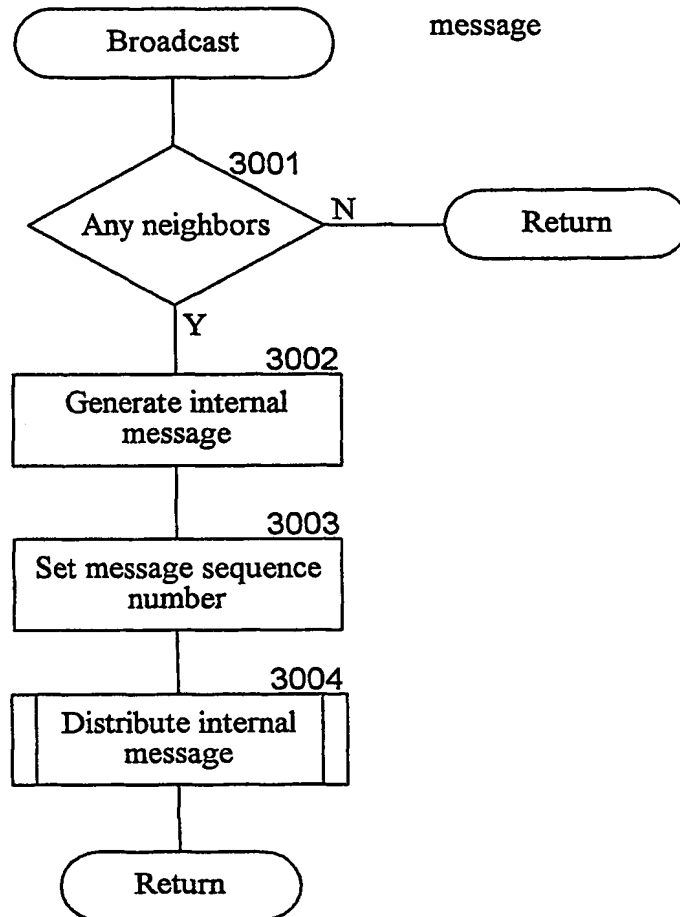 Broadcast
message
3001
Any neighbors
N
Return
Y
3002
Generate internal
message
3003
Set message sequence
number
3004
Distribute internal
message
Return